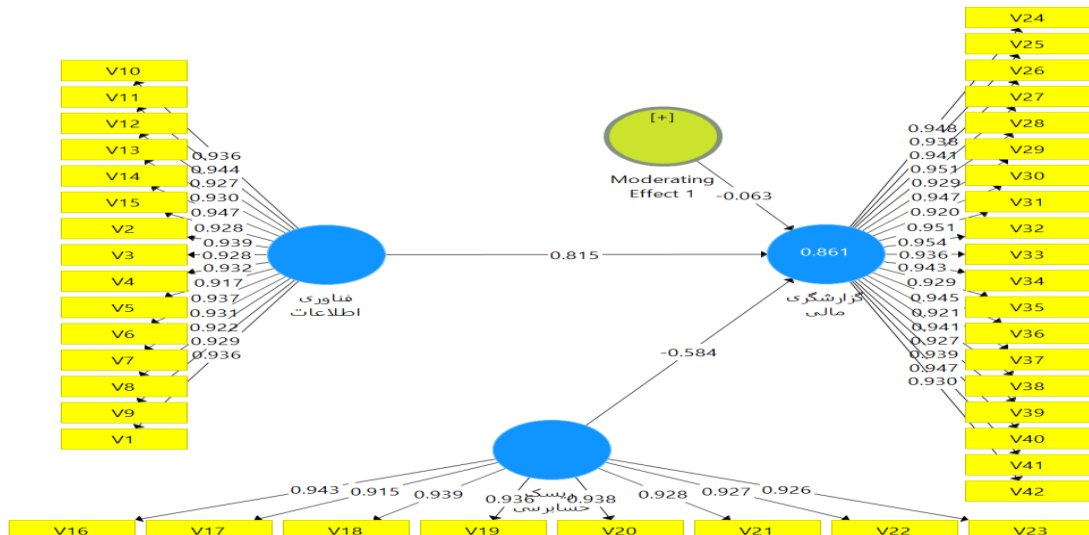 V10
V11
V12
V13
V14
V15
V2
V3
V4
V5
V6
V7
V8
V9
V1
0.936
0.944
0.927
0.930
0.947
0.928
0.939
0.928
0.932
0.917
0.937
0.931
0.922
0.929
0.936
فناوری
اطلاعات
[+]
Moderating
Effect 1
-0.063
0.815
-0.584
0.861
گزارشگری
مالی
0.948
0.938
0.941
0.951
0.929
0.947
0.920
0.951
0.954
0.936
0.943
0.929
0.945
0.921
0.941
0.927
0.939
0.947
0.930
V24
V25
V26
V27
V28
V29
V30
V31
V32
V33
V34
V35
V36
V37
V38
V39
V40
V41
V42
ریسک
حسابرسی
0.943
0.915
0.939
0.936
0.938
0.928
0.927
0.926
V16
V17
V18
V19
V20
V21
V22
V23